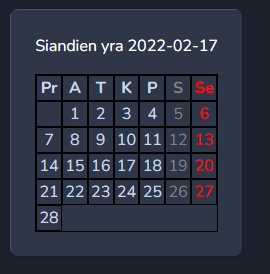 Siandien yra 2022-02-17
Pr A T K P S Se
1 2 3 4 5 6
7 8 9 10 11 12 13
14 15 16 17 18 19 20
21 22 23 24 25 26 27
28